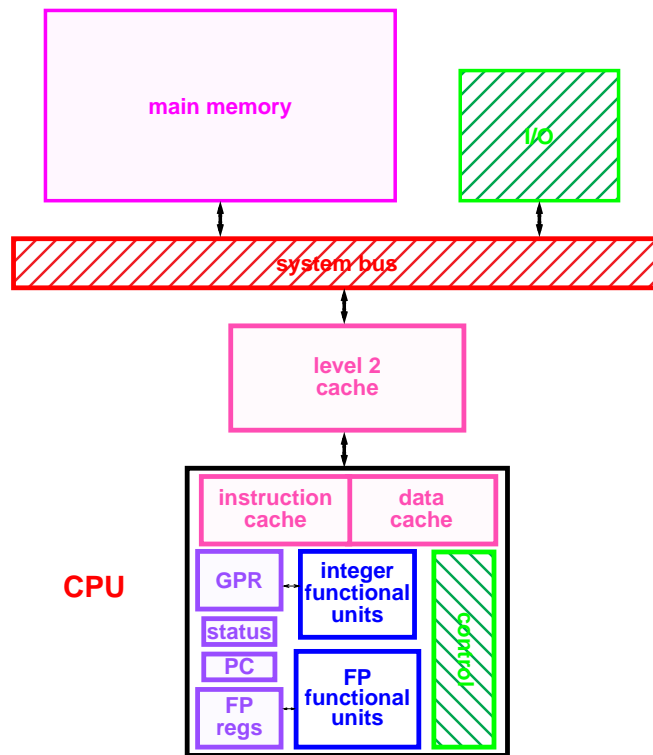 main memory
I/O
system bus
level 2
cache
instruction
cache
data
cache
CPU
GPR
integer
functional
units
status
PC
FP
regs
FP
functional
units
control